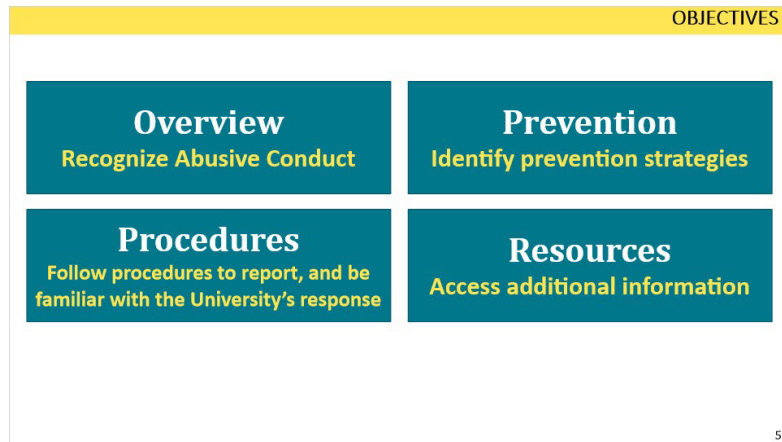 OBJECTIVES
Overview
Recognize Abusive Conduct
Prevention
Identify prevention strategies
Procedures
Follow procedures to report, and be
familiar with the University's response
Resources
Access additional information
5